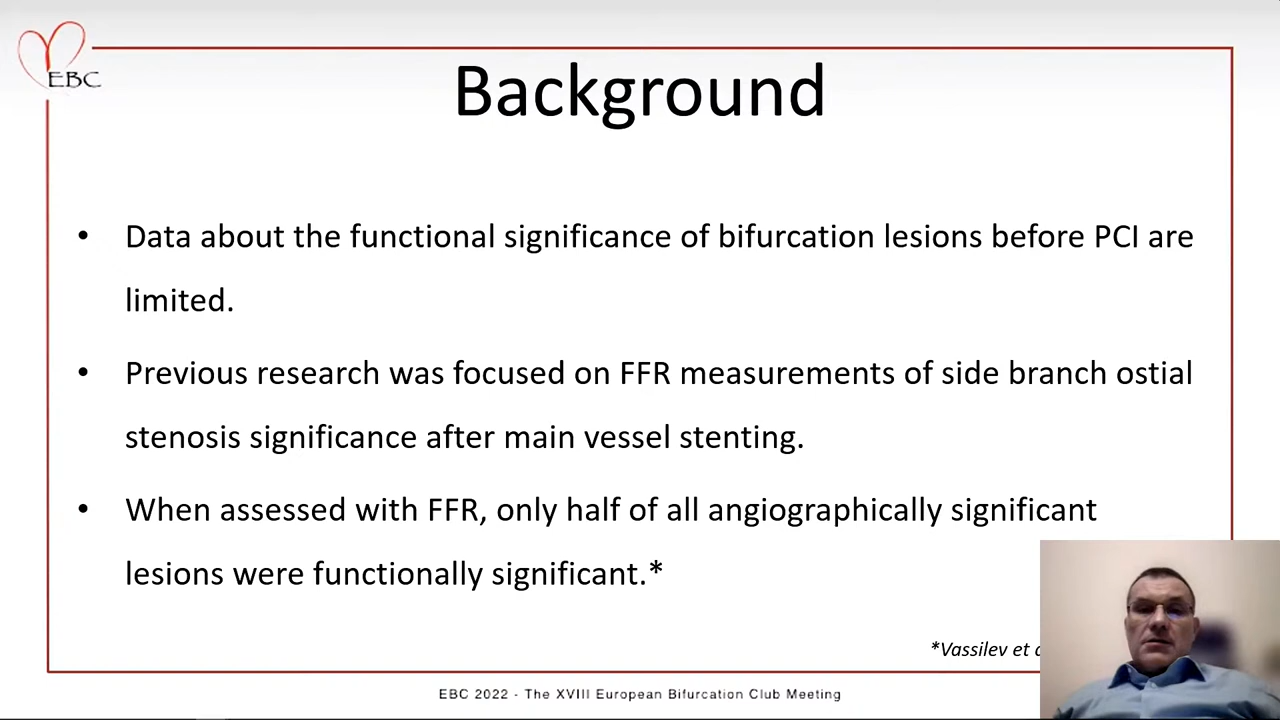 EBC
Background
• Data about the functional significance of bifurcation lesions before PCI are
limited.
• Previous research was focused on FFR measurements of side branch ostial
stenosis significance after main vessel stenting.
• When assessed with FFR, only half of all angiographically significant
lesions were functionally significant.*
*Vassilev et
EBC 2022 - The XVIII European Bifurcation Club Meeting